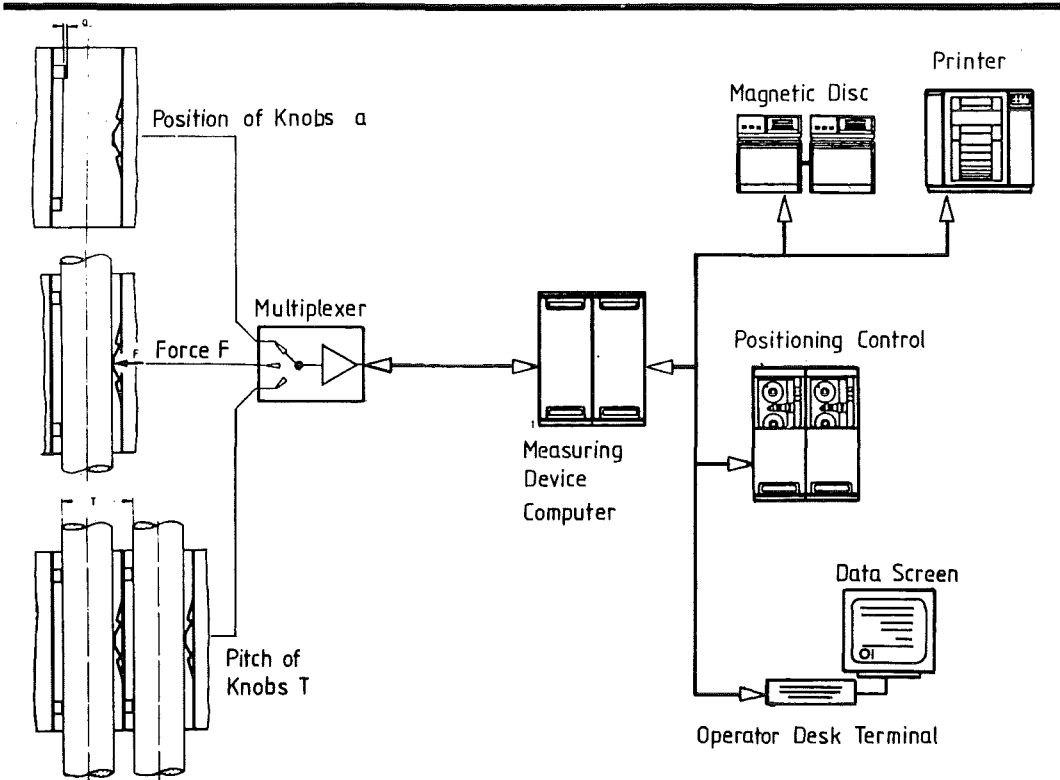 a
Position of Knobs a
Magnetic Disc
Printer
Multiplexer
F
Force F
Positioning Control
Measuring
Device
Computer
T
Pitch of
Knobs T
Data Screen
Operator Desk Terminal